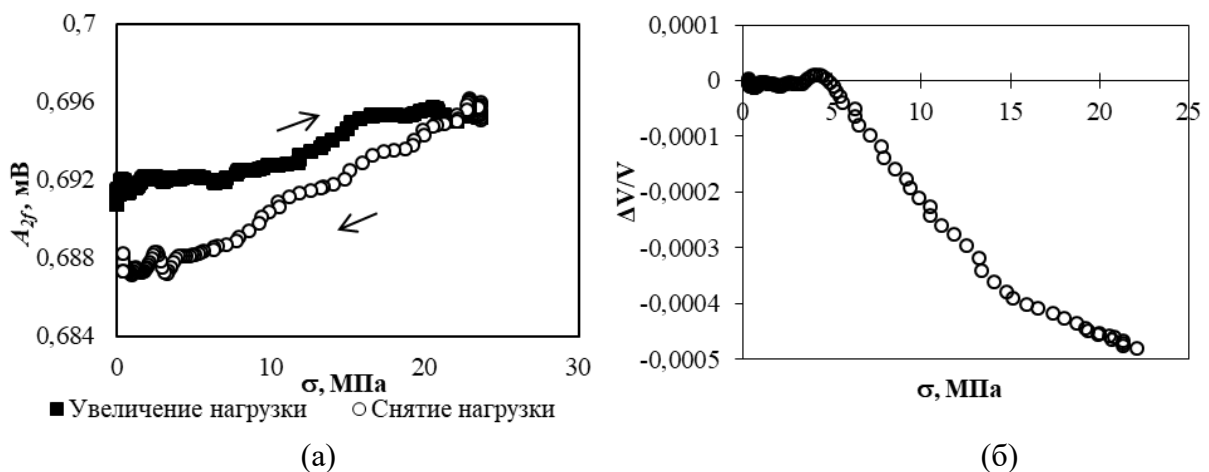 0,7
0,696
0,692
0,688
0,684
A2f, мВ
0 10 20 30
σ, МПа
■ Увеличение нагрузки ○ Снятие нагрузки
(а)
0,0001
0
-0,0001
-0,0002
-0,0003
-0,0004
-0,0005
ΔV/V
0 5 10 15 20 25
σ, МПа
(б)